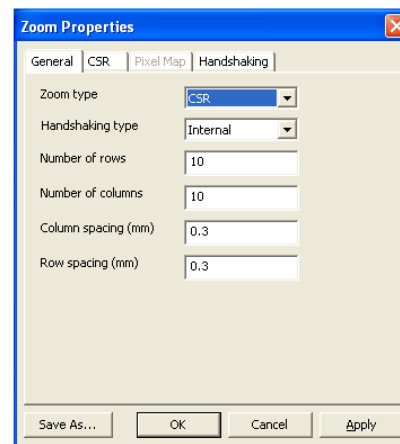 Zoom Properties
General CSR Pixel Map Handshaking
Zoom type CSR
Handshaking type Internal
Number of rows 10
Number of columns 10
Column spacing (mm) 0.3
Row spacing (mm) 0.3
Save As... OK Cancel Apply